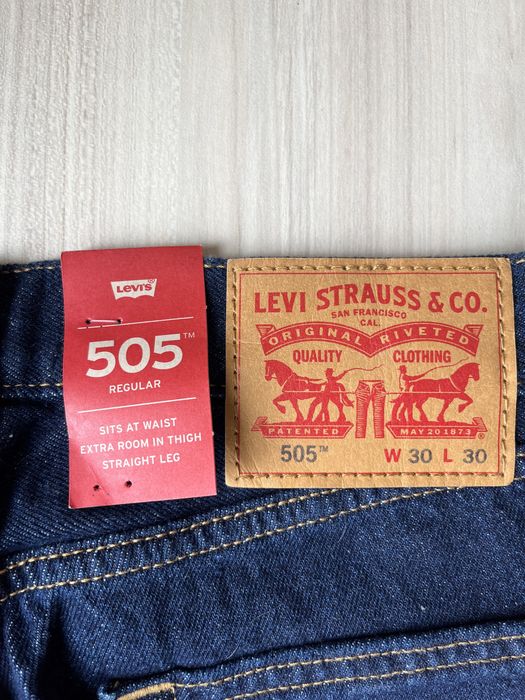 Levi's®
505™
REGULAR
SITS AT WAIST
EXTRA ROOM IN THIGH
STRAIGHT LEG
LEVI STRAUSS & CO.
SAN FRANCISCO
CAL.
ORIGINAL RIVETED
QUALITY CLOTHING
PATENTED MAY 20 1873 ®
505™ W 30 L 30